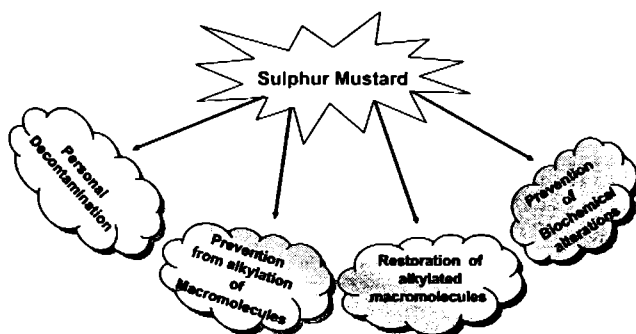 Sulphur Mustard
Personal
Decontamination
Prevention
from alkylation
of
Macromolecules
Restoration of
alkylated
macromolecules
Prevention
of
Biochemical
alterations